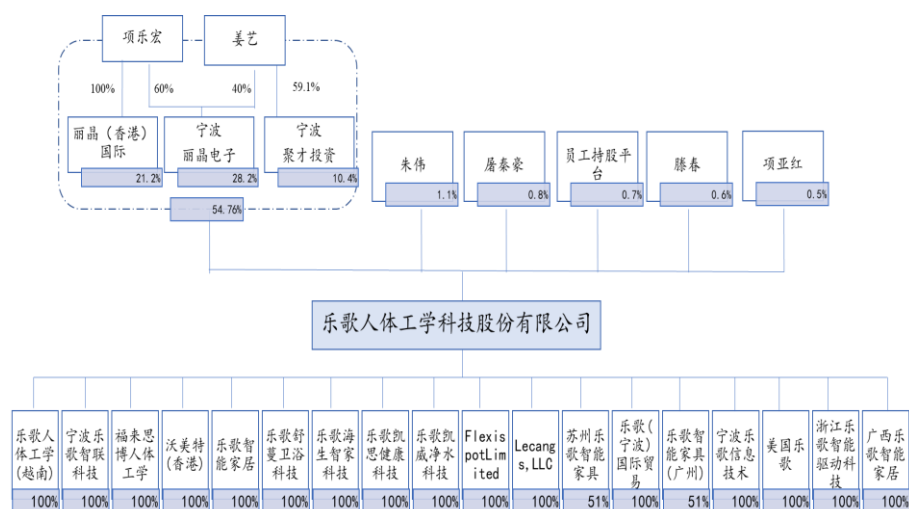 项乐宏
姜艺
100%
60%
40%
59.1%
丽晶（香港）
国际
21.2%
宁波
丽晶电子
28.2%
宁波
聚才投资
10.4%
54.76%
朱伟
1.1%
屠秦豪
0.8%
员工持股平
台
0.7%
滕春
0.6%
项亚红
0.5%
乐歌人体工学科技股份有限公司
乐歌人
体工学
(越南)
100%
宁波乐
歌智联
科技
100%
福来思
博人体
工学
100%
沃美特
(香港)
100%
乐歌智
能家居
100%
乐歌舒
蔓卫浴
科技
100%
乐歌海
生智家
科技
100%
乐歌凯
思健康
科技
100%
乐歌凯
威净水
科技
100%
Flexis
potLim
ited
100%
Lecang
s,LLC
100%
苏州乐
歌智能
家具
51%
乐歌(
宁波)
国际贸
易
100%
乐歌智
能家具
(广州)
51%
宁波乐
歌信息
技术
100%
美国乐
歌
100%
浙江乐
歌智能
驱动科
技
100%
广西乐
歌智能
家居
100%